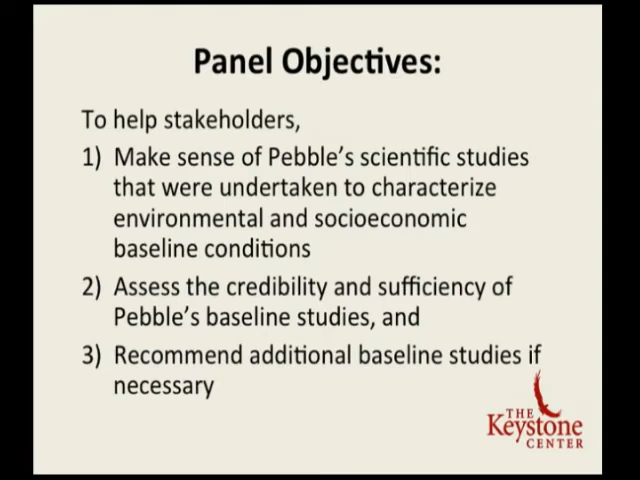 Panel Objectives:
To help stakeholders,
1) Make sense of Pebble's scientific studies
that were undertaken to characterize
environmental and socioeconomic
baseline conditions
2) Assess the credibility and sufficiency of
Pebble's baseline studies, and
3) Recommend additional baseline studies if
necessary
THE
Keystone
CENTER